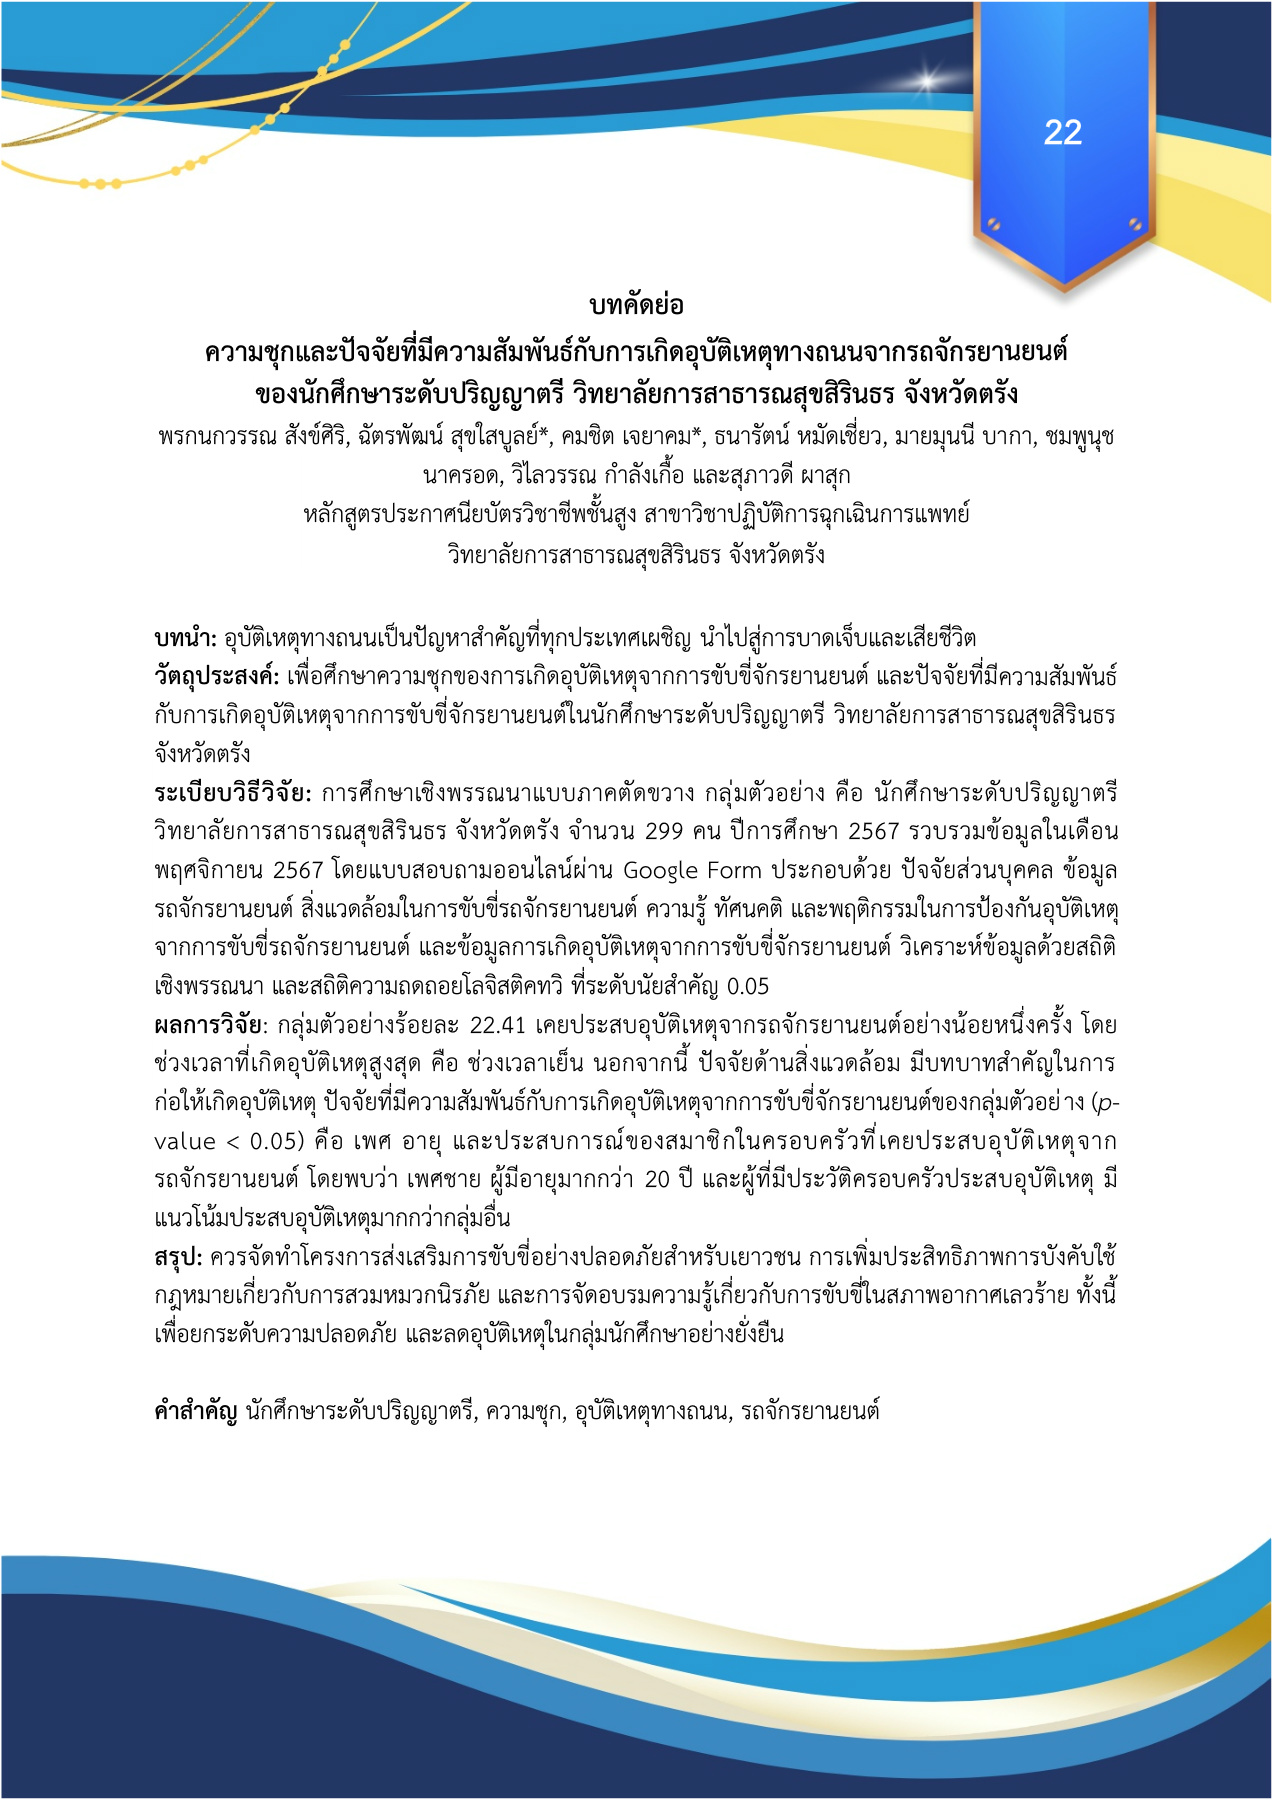 22
บทคัดย่อ
ความชุกและปัจจัยที่มีความสัมพันธ์กับการเกิดอุบัติเหตุทางถนนจากรถจักรยานยนต์
ของนักศึกษาระดับปริญญาตรี วิทยาลัยการสาธารณสุขสิรินธร จังหวัดตรัง
พรกนกวรรณ สังข์ศิริ, ฉัตรพัฒน์ สุขใสบูลย์*, คมชิต เจยาคม*, ธนารัตน์ หมัดเชี่ยว, มายมุนนี บากา, ชมพูนุช
นาครอด, วิไลวรรณ กำลังเกื้อ และสุภาวดี ผาสุก
หลักสูตรประกาศนียบัตรวิชาชีพชั้นสูง สาขาวิชาปฏิบัติการฉุกเฉินการแพทย์
วิทยาลัยการสาธารณสุขสิรินธร จังหวัดตรัง
บทนำ: อุบัติเหตุทางถนนเป็นปัญหาสำคัญที่ทุกประเทศเผชิญ นำไปสู่การบาดเจ็บและเสียชีวิต
วัตถุประสงค์: เพื่อศึกษาความชุกของการเกิดอุบัติเหตุจากการขับขี่จักรยานยนต์ และปัจจัยที่มีความสัมพันธ์
กับการเกิดอุบัติเหตุจากการขับขี่จักรยานยนต์ในนักศึกษาระดับปริญญาตรี วิทยาลัยการสาธารณสุขสิรินธร
จังหวัดตรัง
ระเบียบวิธีวิจัย: การศึกษาเชิงพรรณนาแบบภาคตัดขวาง กลุ่มตัวอย่าง คือ นักศึกษาระดับปริญญาตรี
วิทยาลัยการสาธารณสุขสิรินธร จังหวัดตรัง จำนวน 299 คน ปีการศึกษา 2567 รวบรวมข้อมูลในเดือน
พฤศจิกายน 2567 โดยแบบสอบถามออนไลน์ผ่าน Google Form ประกอบด้วย ปัจจัยส่วนบุคคล ข้อมูล
รถจักรยานยนต์ สิ่งแวดล้อมในการขับขี่รถจักรยานยนต์ ความรู้ ทัศนคติ และพฤติกรรมในการป้องกันอุบัติเหตุ
จากการขับขี่รถจักรยานยนต์ และข้อมูลการเกิดอุบัติเหตุจากการขับขี่จักรยานยนต์ วิเคราะห์ข้อมูลด้วยสถิติ
เชิงพรรณนา และสถิติความถดถอยโลจิสติคทวิ ที่ระดับนัยสำคัญ 0.05
ผลการวิจัย: กลุ่มตัวอย่างร้อยละ 22.41 เคยประสบอุบัติเหตุจากรถจักรยานยนต์อย่างน้อยหนึ่งครั้ง โดย
ช่วงเวลาที่เกิดอุบัติเหตุสูงสุด คือ ช่วงเวลาเย็น นอกจากนี้ ปัจจัยด้านสิ่งแวดล้อม มีบทบาทสำคัญในการ
ก่อให้เกิดอุบัติเหตุ ปัจจัยที่มีความสัมพันธ์กับการเกิดอุบัติเหตุจากการขับขี่จักรยานยนต์ของกลุ่มตัวอย่าง (p-
value < 0.05) คือ เพศ อายุ และประสบการณ์ของสมาชิกในครอบครัวที่เคยประสบอุบัติเหตุจาก
รถจักรยานยนต์ โดยพบว่า เพศชาย ผู้มีอายุมากกว่า 20 ปี และผู้ที่มีประวัติครอบครัวประสบอุบัติเหตุ มี
แนวโน้มประสบอุบัติเหตุมากกว่ากลุ่มอื่น
สรุป: ควรจัดทำโครงการส่งเสริมการขับขี่อย่างปลอดภัยสำหรับเยาวชน การเพิ่มประสิทธิภาพการบังคับใช้
กฎหมายเกี่ยวกับการสวมหมวกนิรภัย และการจัดอบรมความรู้เกี่ยวกับการขับขี่ในสภาพอากาศเลวร้าย ทั้งนี้
เพื่อยกระดับความปลอดภัย และลดอุบัติเหตุในกลุ่มนักศึกษาอย่างยั่งยืน
คำสำคัญ นักศึกษาระดับปริญญาตรี, ความชุก, อุบัติเหตุทางถนน, รถจักรยานยนต์